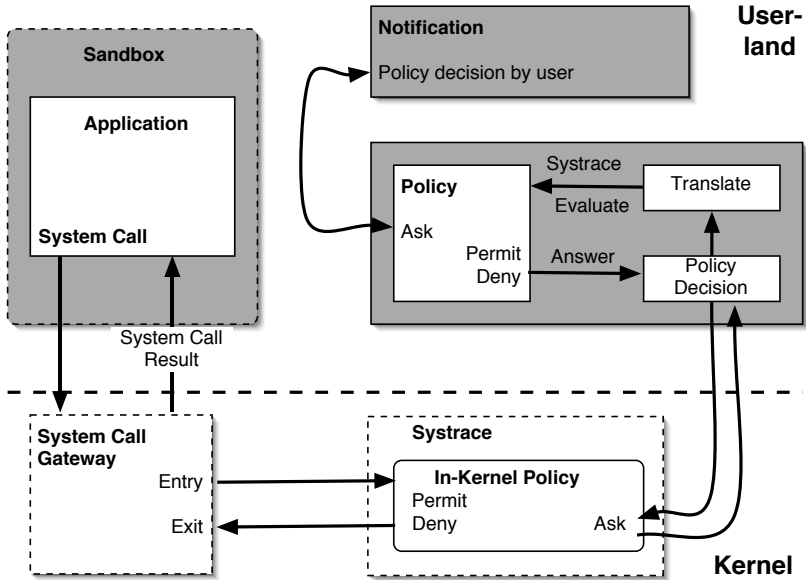 User-
land
Sandbox
Application
System Call
System Call
Result
Notification
Policy decision by user
Policy
Ask
Permit
Deny
Systrace
Evaluate
Answer
Translate
Policy
Decision
System Call
Gateway
Entry
Exit
Systrace
In-Kernel Policy
Permit
Deny
Ask
Kernel